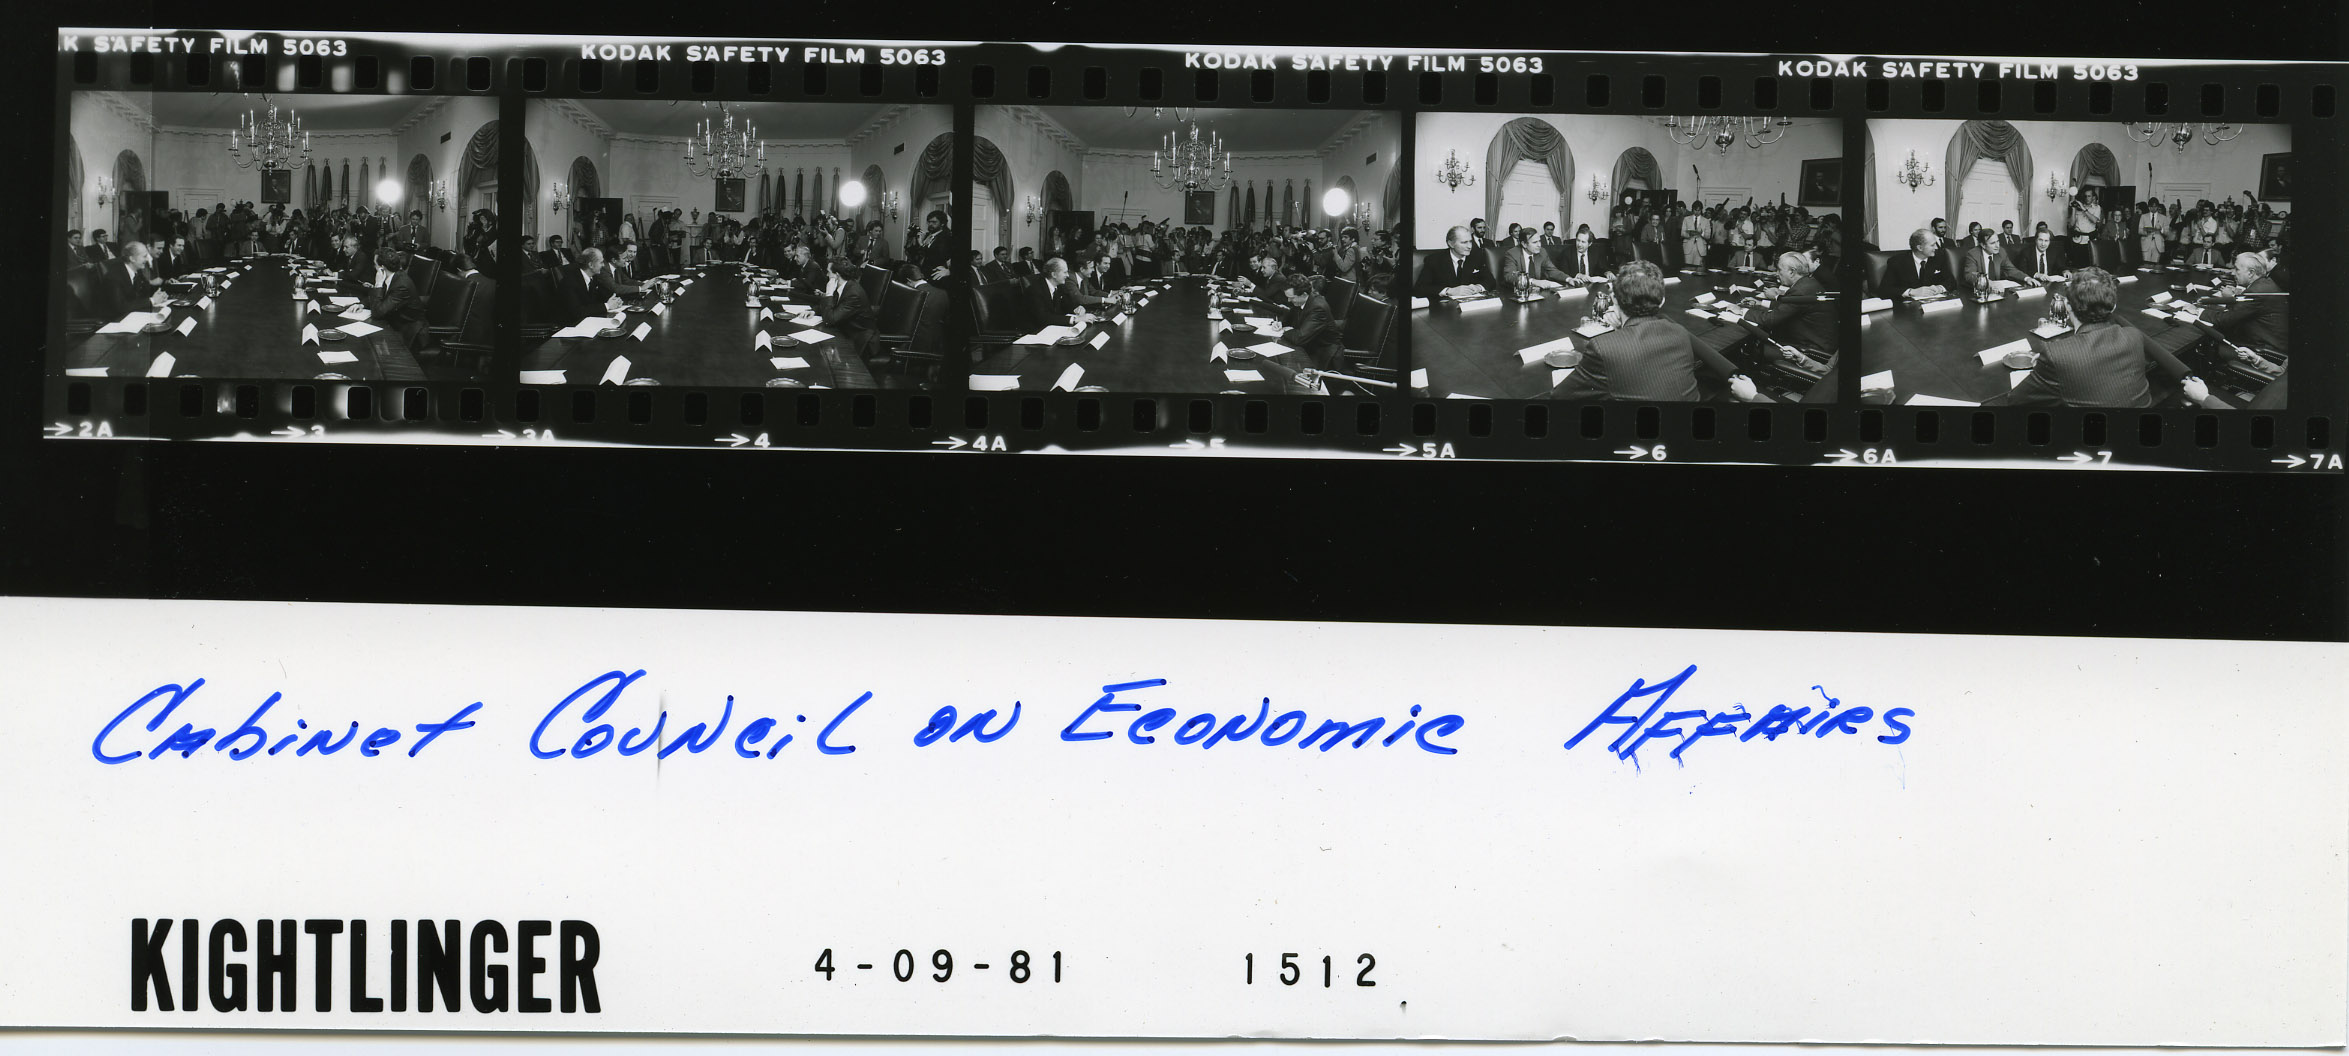 K SAFETY FILM 5063 KODAK SAFETY FILM 5063 KODAK SAFETY FILM 5063 KODAK SAFETY FILM 5063
→2A →3 →3A →4 →4A →5 →5A →6 →6A →7 →7A
Cabinet Council on Economic Affairs
KIGHTLINGER 4-09-81 1512